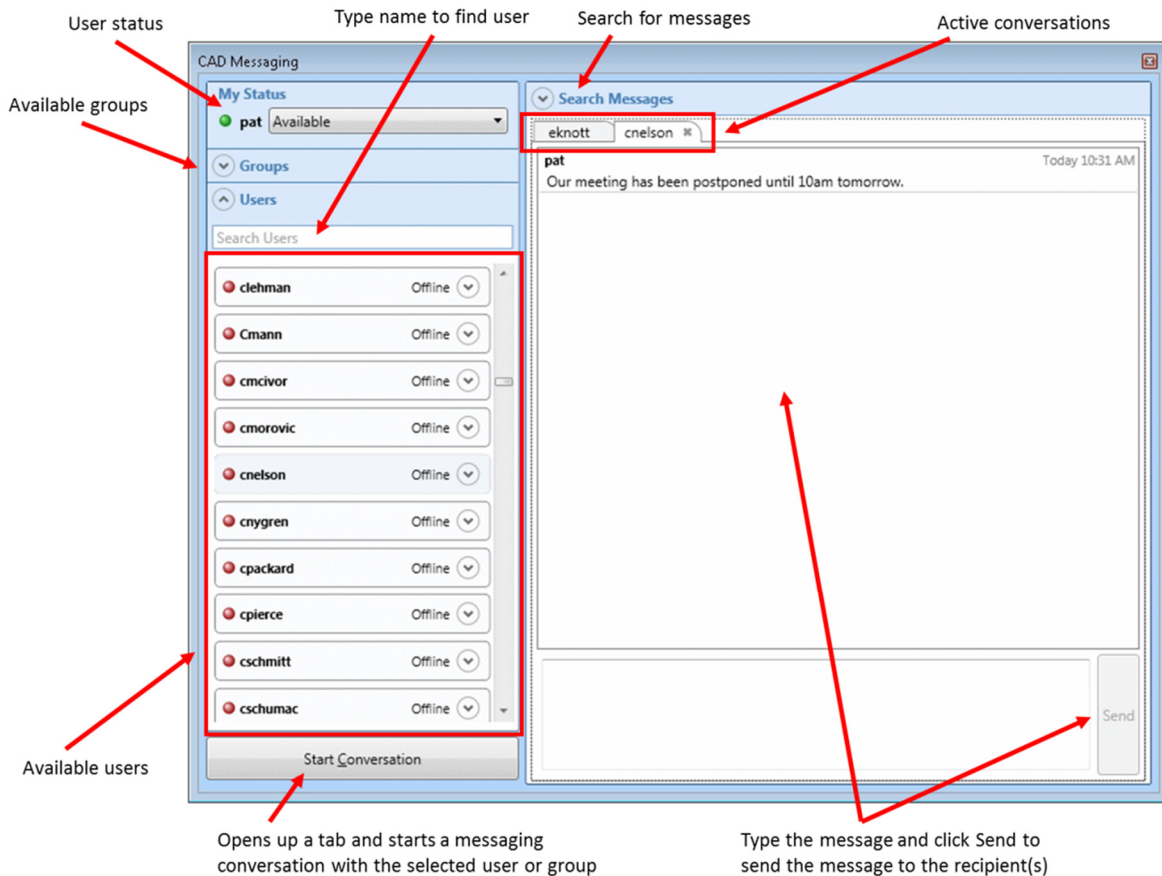 User status
Type name to find user
Search for messages
Active conversations
Available groups
CAD Messaging
My Status
pat Available
Groups
Users
Search Users
clehman Offline
Cmann Offline
cmcivor Offline
cmorovic Offline
cnelson Offline
cnygren Offline
cpackard Offline
cpierce Offline
cschmitt Offline
cschumac Offline
Start Conversation
Search Messages
eknott cnelson
pat Today 10:31 AM
Our meeting has been postponed until 10am tomorrow.
Send
Available users
Opens up a tab and starts a messaging
conversation with the selected user or group
Type the message and click Send to
send the message to the recipient(s)